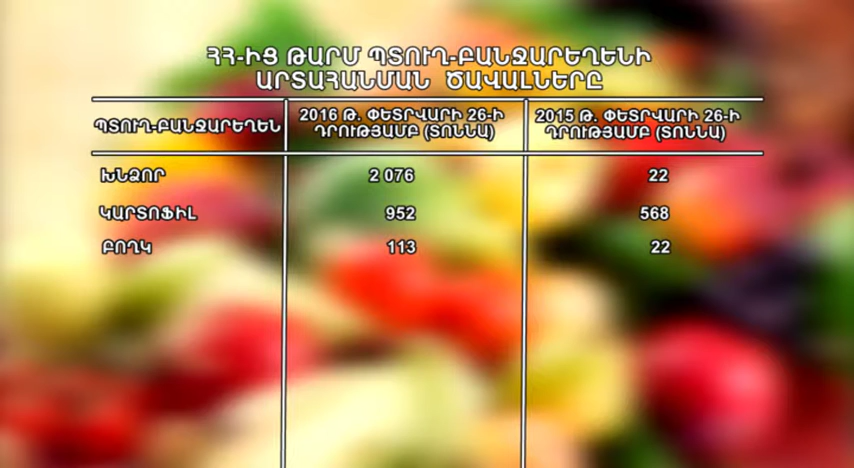 ՀՀ-ԻՑ ԹԱՐՄ ՊՏՈՒՂ-ԲԱՆՋԱՐԵՂԵՆԻ
ԱՐՏԱՀԱՆՄԱՆ ԾԱՎԱԼՆԵՐԸ
ՊՏՈՒՂ-ԲԱՆՋԱՐԵՂԵՆ
2016 Թ. ՓԵՏՐՎԱՐԻ 26-Ի
ԴՐՈՒԹՅԱՄԲ (ՏՈՆՆԱ)
2015 Թ. ՓԵՏՐՎԱՐԻ 26-Ի
ԴՐՈՒԹՅԱՄԲ (ՏՈՆՆԱ)
ԽՆՁՈՐ 2 076 22
ԿԱՐՏՈՖԻԼ 952 568
ԲՈՂԿ 113 22